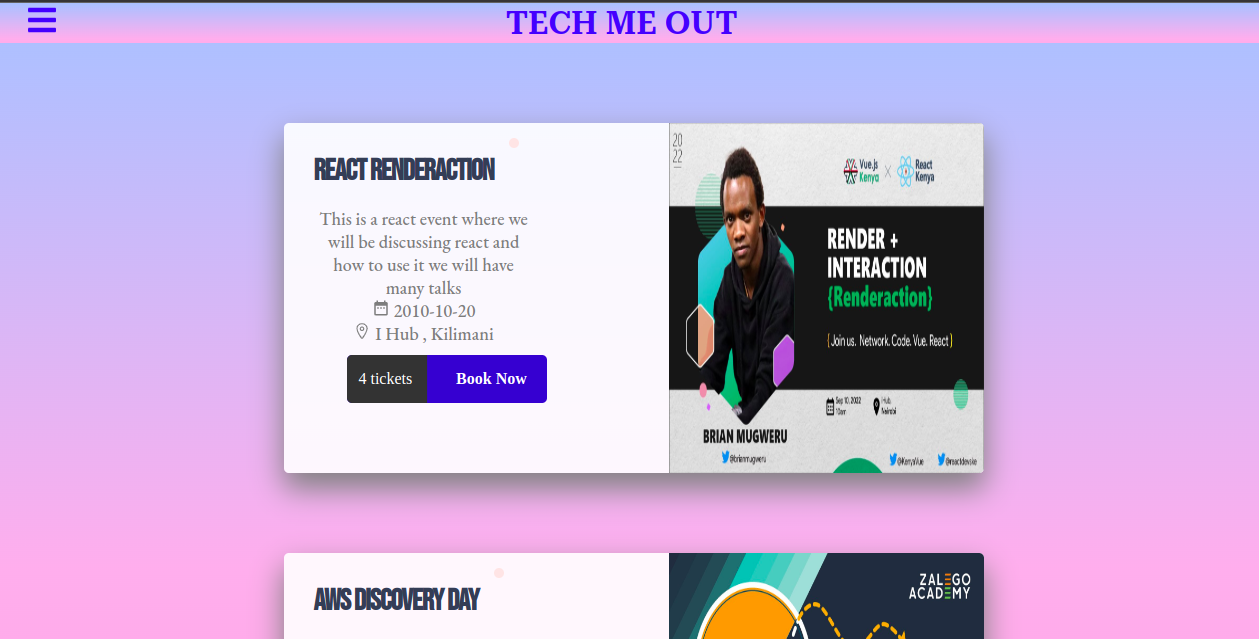 TECH ME OUT
REACT RENDERACTION
This is a react event where we
will be discussing react and
how to use it we will have
many talks
2010-10-20
I Hub , Kilimani
4 tickets
Book Now
20
22
Vue.js
Kenya
X
React
Kenya
RENDER +
INTERACTION
{Renderaction}
{ Join us. Network. Code. Vue. React }
Sep 10, 2022
10am
iHub
Nairobi
BRIAN MUGWERU
@brianmugweru
@KenyaVue
@reactdevske
AWS DISCOVERY DAY
ZALEGO
ACADEMY